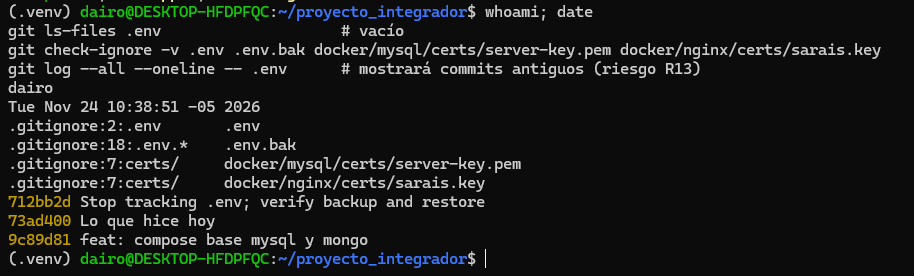 (.venv) dairo@DESKTOP-HFDPFQC:~/proyecto_integrador$ whoami; date
git ls-files .env                   # vacío
git check-ignore -v .env .env.bak docker/mysql/certs/server-key.pem docker/nginx/certs/sarais.key
git log --all --oneline -- .env     # mostrará commits antiguos (riesgo R13)
dairo
Tue Nov 24 10:38:51 -05 2026
.gitignore:2:.env       .env
.gitignore:18:.env.*    .env.bak
.gitignore:7:certs/     docker/mysql/certs/server-key.pem
.gitignore:7:certs/     docker/nginx/certs/sarais.key
712bb2d Stop tracking .env; verify backup and restore
73ad400 Lo que hice hoy
9c89d81 feat: compose base mysql y mongo
(.venv) dairo@DESKTOP-HFDPFQC:~/proyecto_integrador$